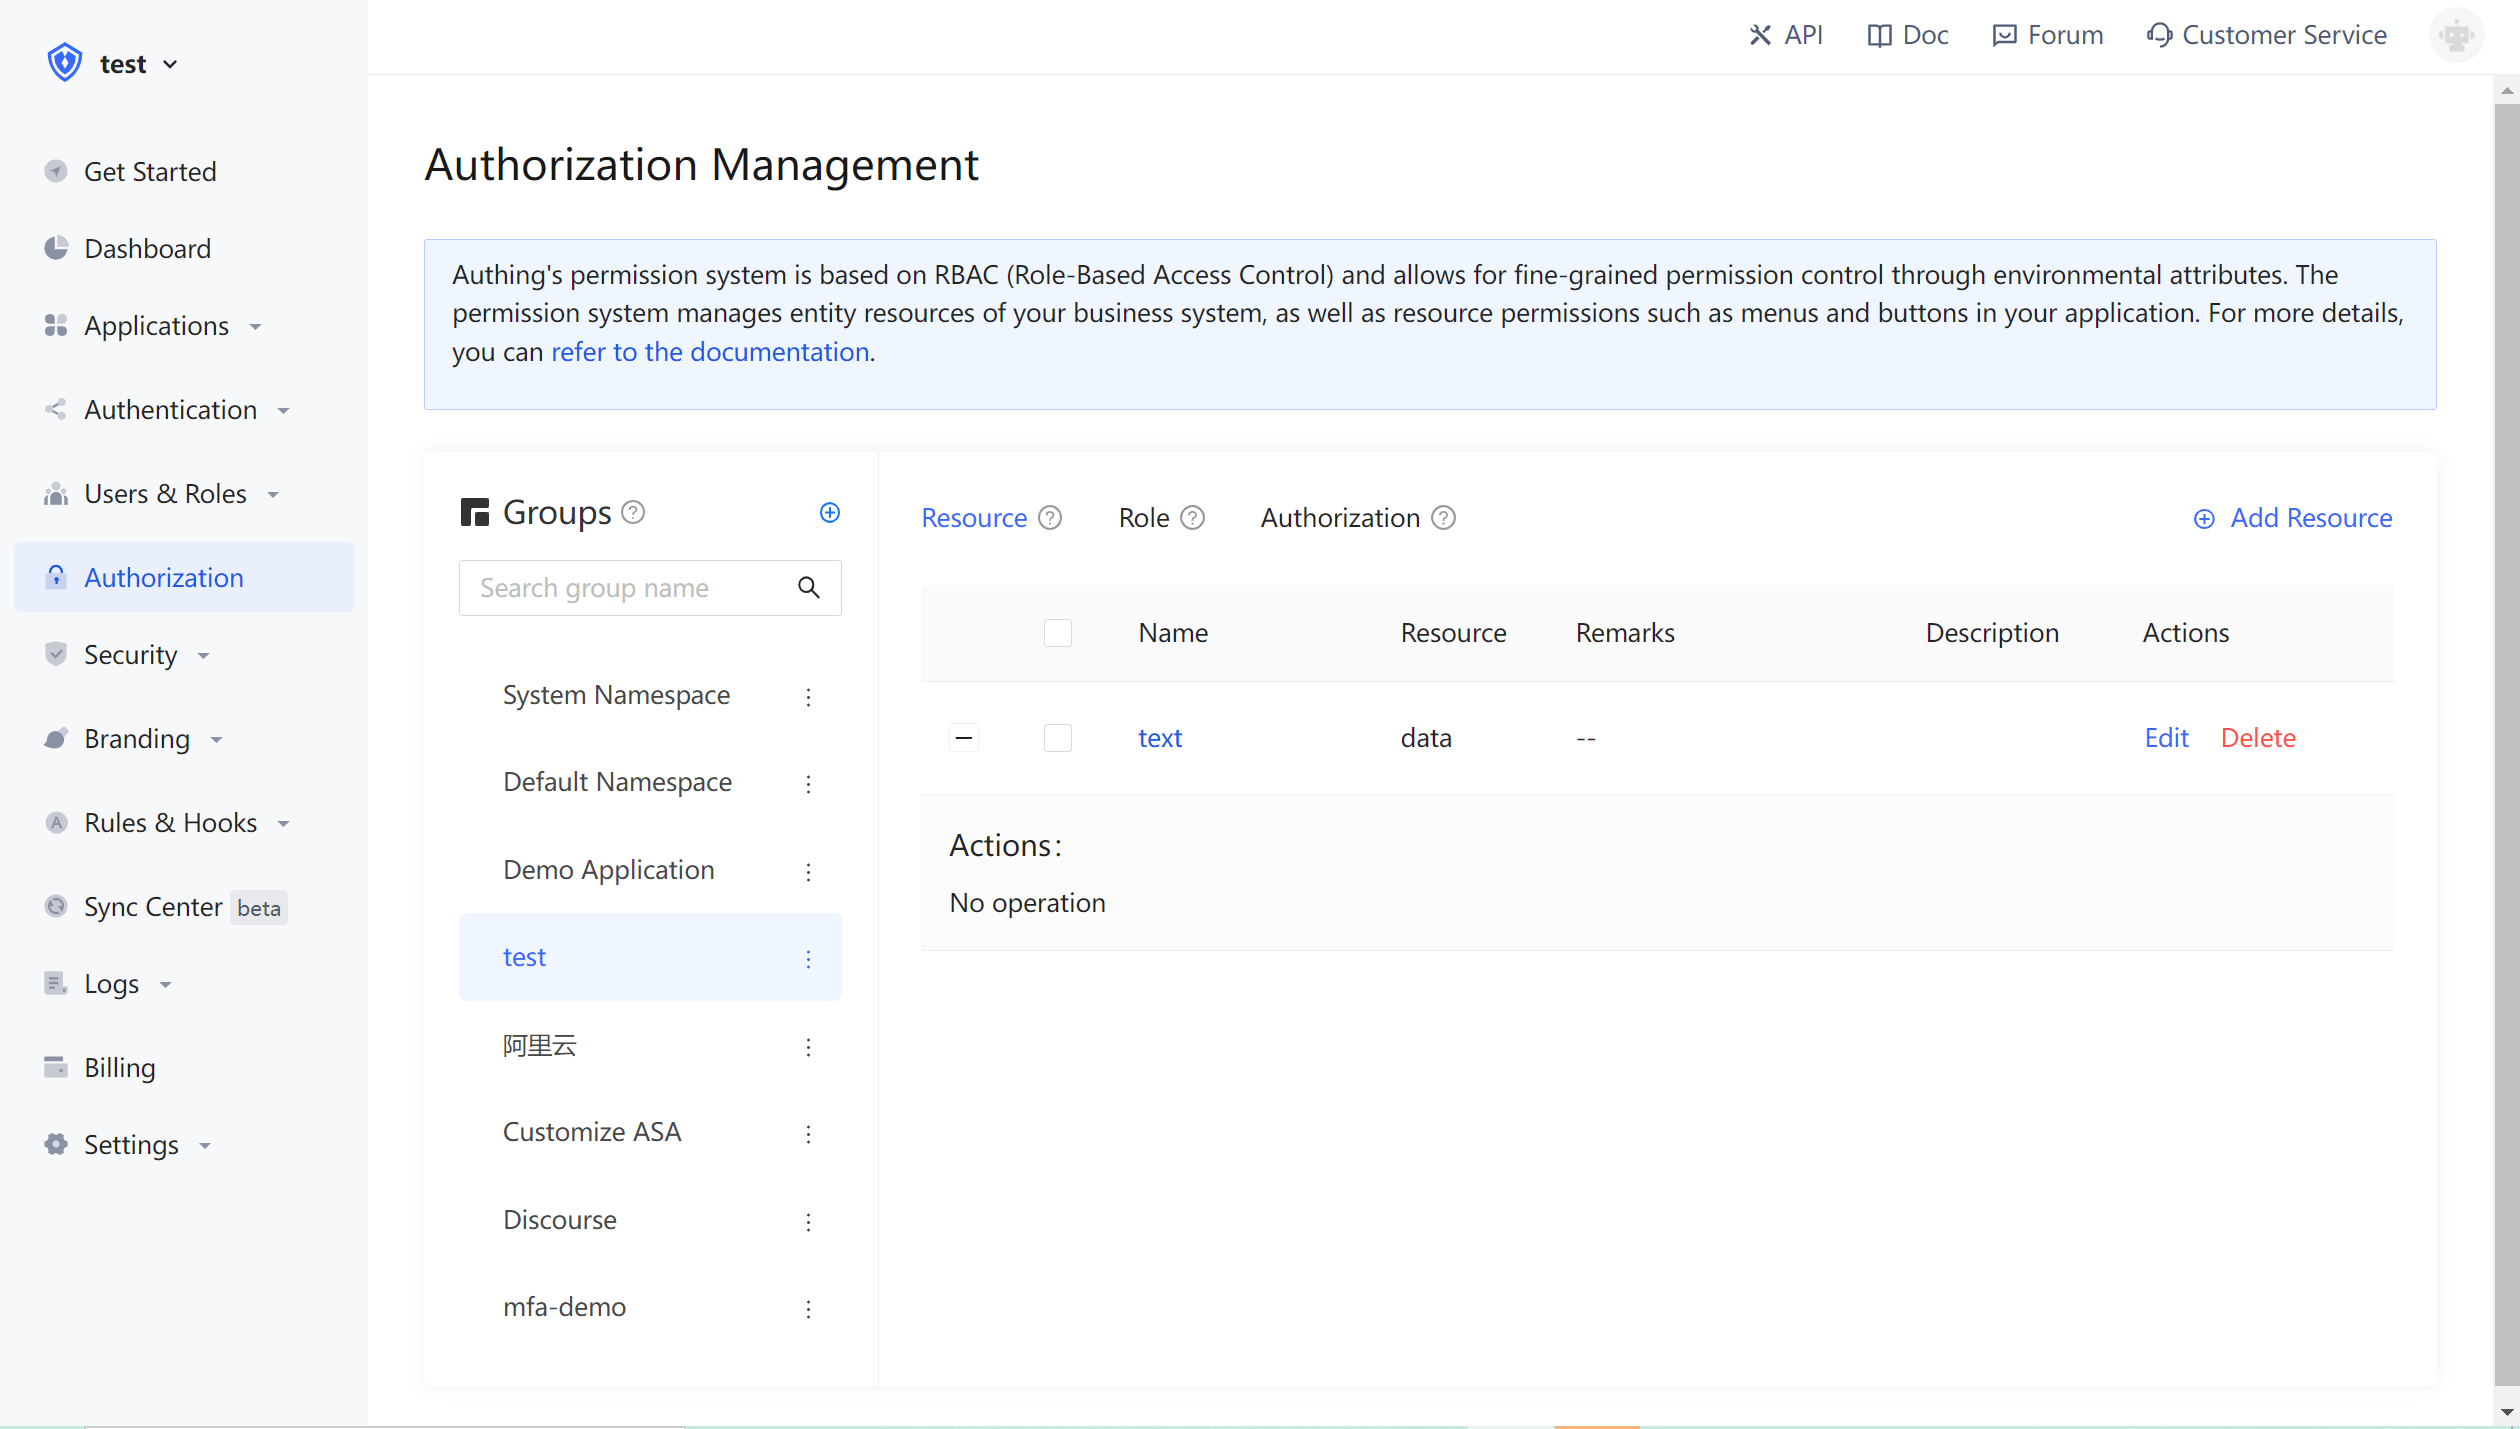 test
API
Doc
Forum
Customer Service
Get Started
Dashboard
Applications
Authentication
Users & Roles
Authorization
Security
Branding
Rules & Hooks
Sync Center beta
Logs
Billing
Settings
Authorization Management
Authing's permission system is based on RBAC (Role-Based Access Control) and allows for fine-grained permission control through environmental attributes. The
permission system manages entity resources of your business system, as well as resource permissions such as menus and buttons in your application. For more details,
you can refer to the documentation.
Groups
Search group name
System Namespace
Default Namespace
Demo Application
test
阿里云
Customize ASA
Discourse
mfa-demo
Resource
Role
Authorization
Add Resource
Name Resource Remarks Description Actions
text data -- Edit Delete
Actions:
No operation